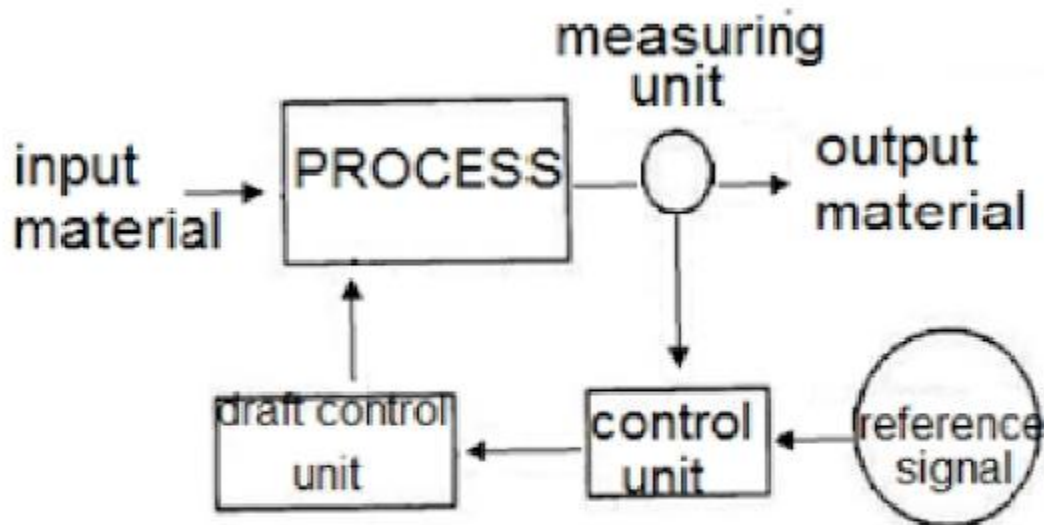 measuring
unit
input
material
PROCESS
output
material
draft control
unit
control
unit
reference
signal